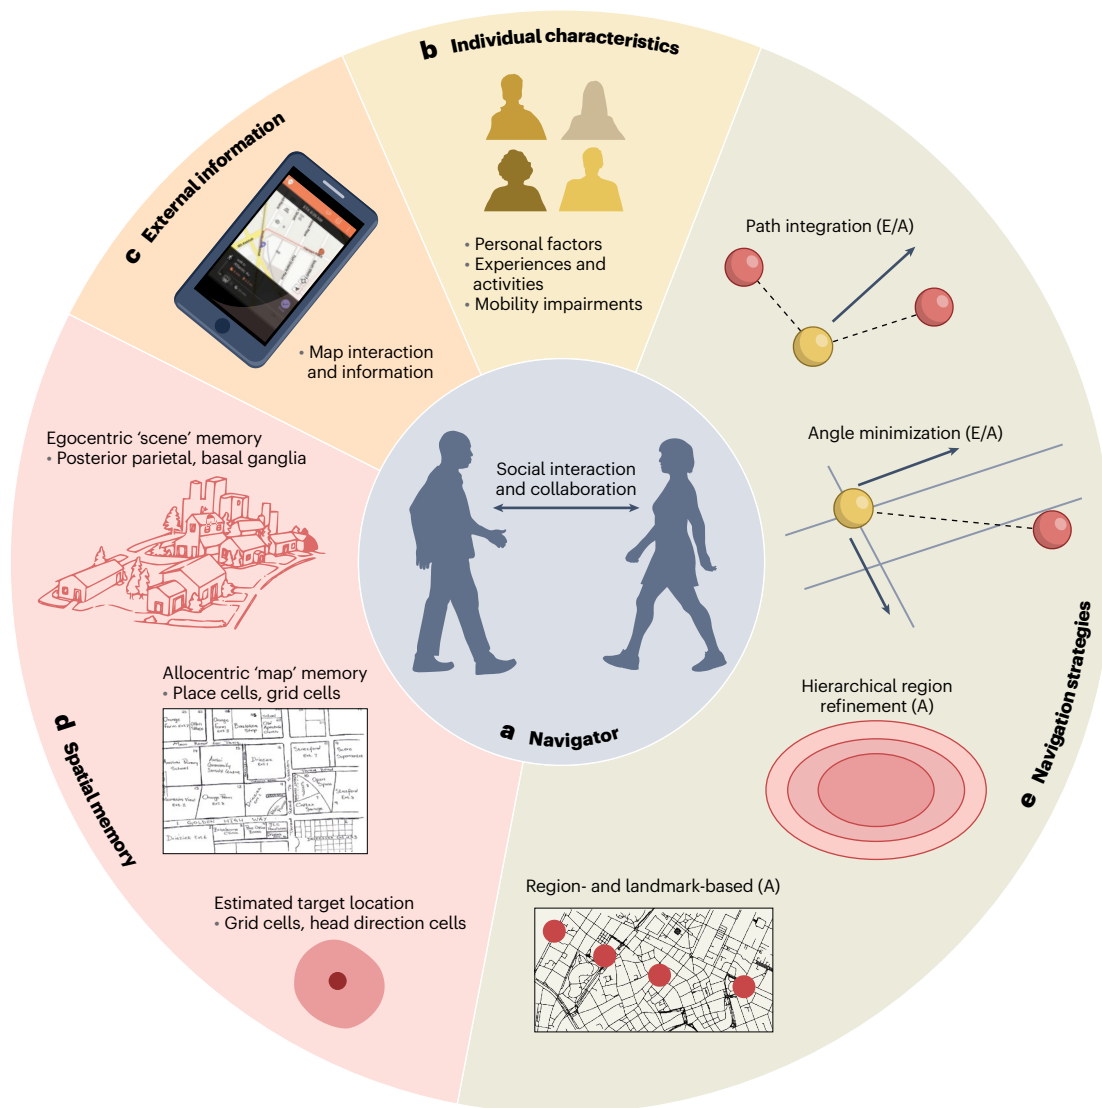 b Individual characteristics
• Personal factors
• Experiences and
activities
• Mobility impairments
c External information
• Map interaction
and information
Egocentric ‘scene’ memory
• Posterior parietal, basal ganglia
Allocentric ‘map’ memory
• Place cells, grid cells
d Spatial memory
Estimated target location
• Grid cells, head direction cells
Social interaction
and collaboration
a Navigator
Path integration (E/A)
Angle minimization (E/A)
Hierarchical region
refinement (A)
Region- and landmark-based (A)
e Navigation strategies